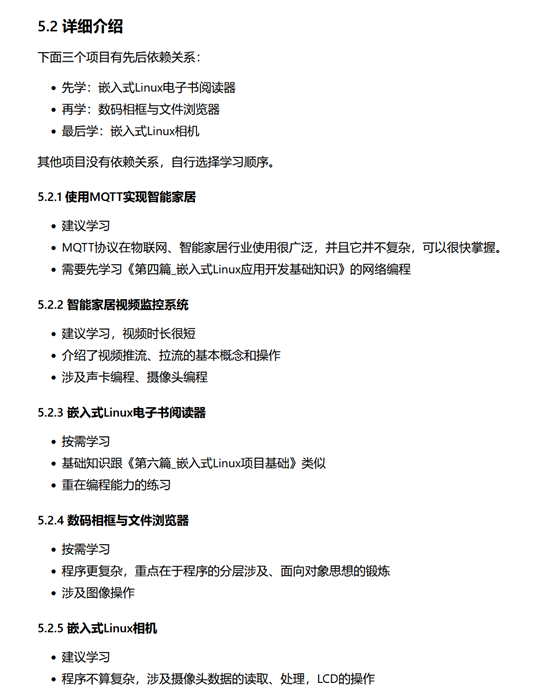 5.2 详细介绍
下面三个项目有先后依赖关系：
先学：嵌入式Linux电子书阅读器
再学：数码相框与文件浏览器
最后学：嵌入式Linux相机
其他项目没有依赖关系，自行选择学习顺序。
5.2.1 使用MQTT实现智能家居
建议学习
MQTT协议在物联网、智能家居行业使用很广泛，并且它并不复杂，可以很快掌握。
需要先学习《第四篇_嵌入式Linux应用开发基础知识》的网络编程
5.2.2 智能家居视频监控系统
建议学习，视频时长很短
介绍了视频推流、拉流的基本概念和操作
涉及声卡编程、摄像头编程
5.2.3 嵌入式Linux电子书阅读器
按需学习
基础知识跟《第六篇_嵌入式Linux项目基础》类似
重在编程能力的练习
5.2.4 数码相框与文件浏览器
按需学习
程序更复杂，重点在于程序的分层涉及、面向对象思想的锻炼
涉及图像操作
5.2.5 嵌入式Linux相机
建议学习
程序不算复杂，涉及摄像头数据的读取、处理，LCD的操作